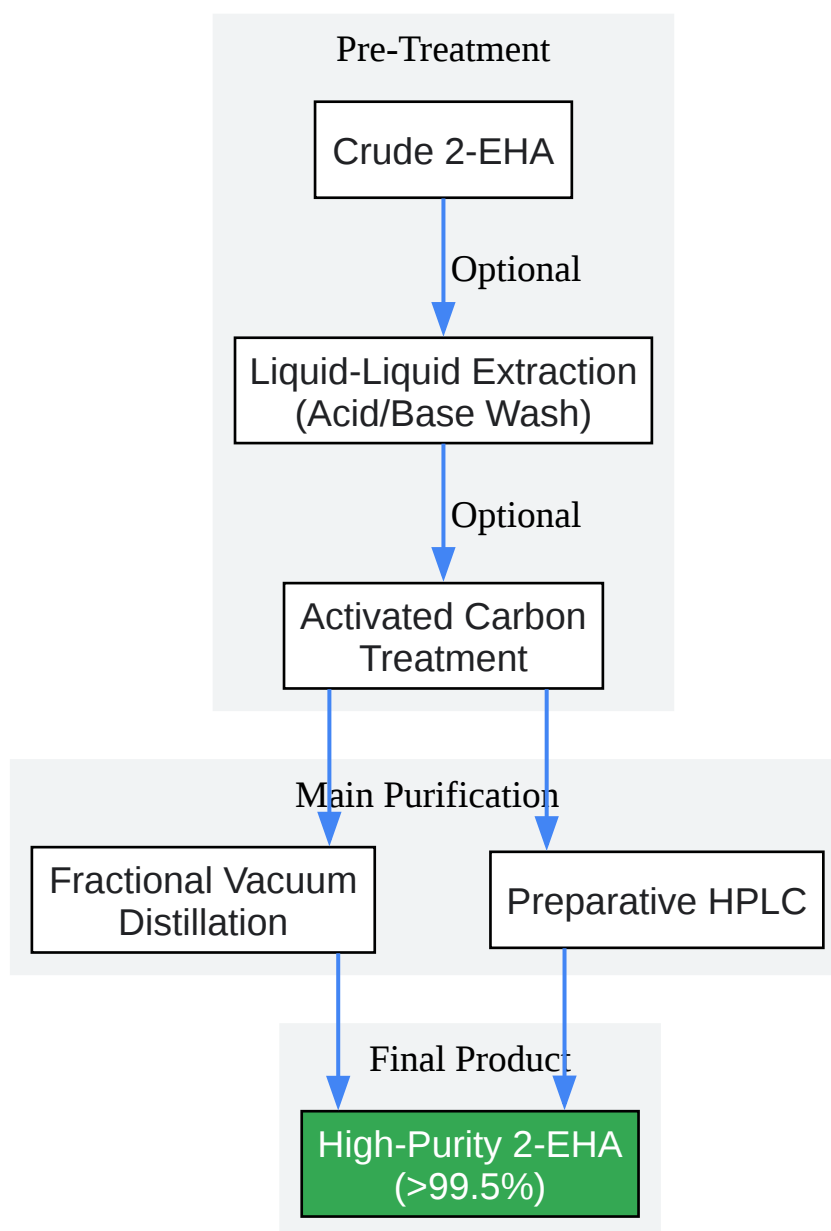 Pre-Treatment
Crude 2-EHA
Optional
Liquid-Liquid Extraction
(Acid/Base Wash)
Optional
Activated Carbon
Treatment
Main Purification
Fractional Vacuum
Distillation
Preparative HPLC
Final Product
High-Purity 2-EHA
(>99.5%)